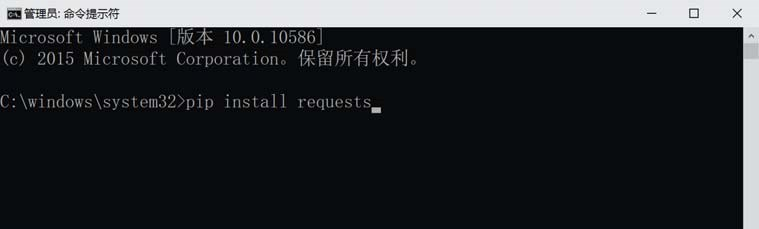 管理员: 命令提示符
Microsoft Windows [版本 10.0.10586]
(c) 2015 Microsoft Corporation。保留所有权利。
C:\windows\system32>pip install requests